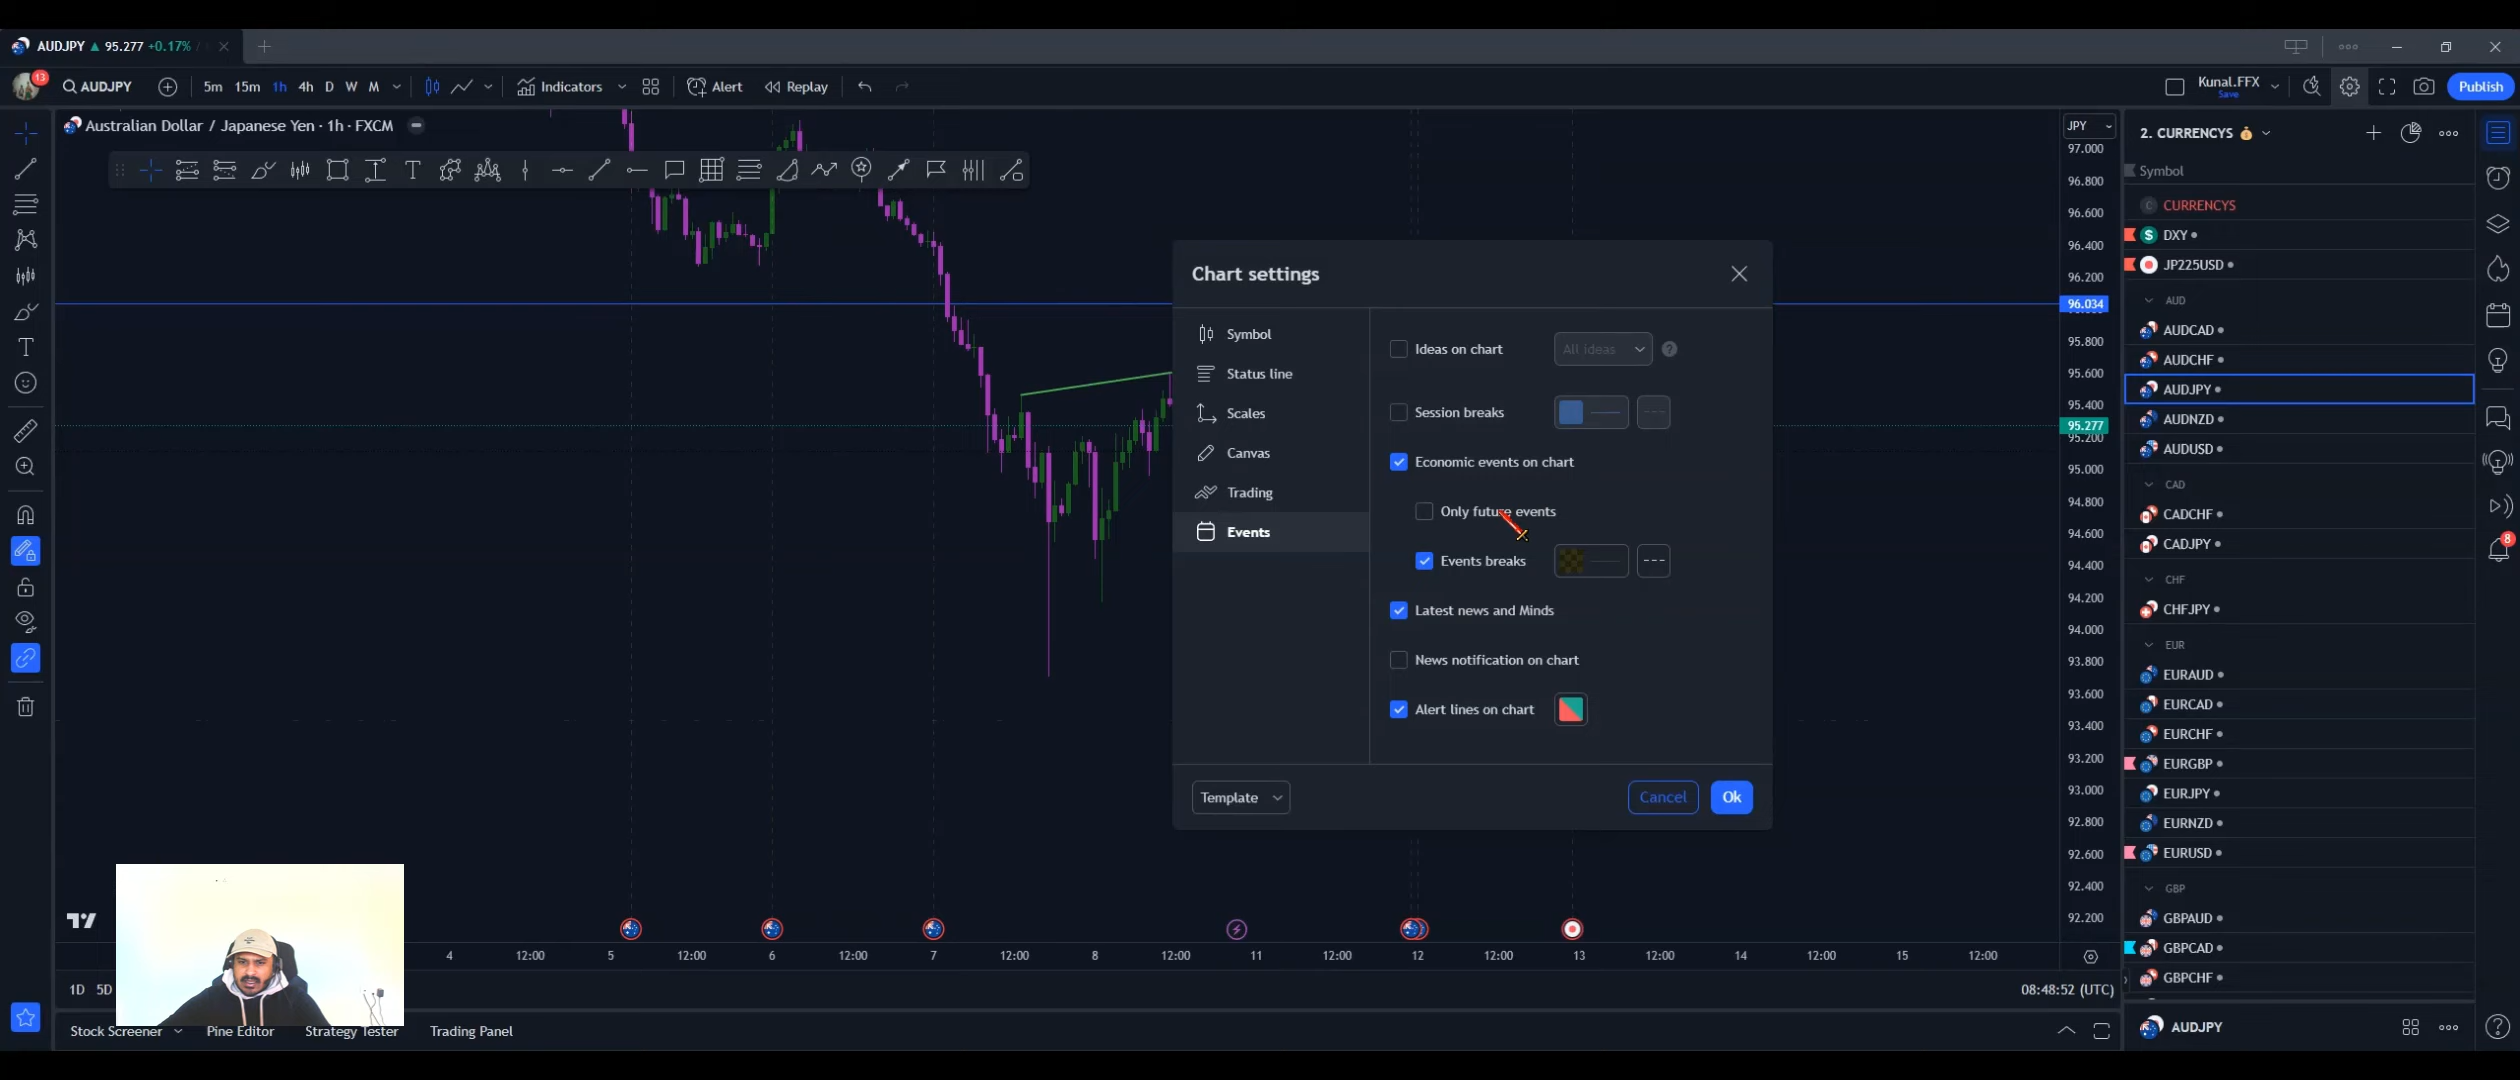 AUDJPY ▲ 95.277 +0.17% /
13
AUDJPY
5m 15m 1h 4h D W M
Indicators
Alert
Replay
Kunal.FFX
Save
Publish
Australian Dollar / Japanese Yen · 1h · FXCM
JPY
97.000
96.800
96.600
96.400
96.200
96.034
95.800
95.600
95.400
95.277
95.200
95.000
94.800
94.600
94.400
94.200
94.000
93.800
93.600
93.400
93.200
93.000
92.800
92.600
92.400
92.200
Chart settings
Symbol
Status line
Scales
Canvas
Trading
Events
Ideas on chart
All ideas
Session breaks
Economic events on chart
Only future events
Events breaks
Latest news and Minds
News notification on chart
Alert lines on chart
Template
Cancel
Ok
4 12:00 5 12:00 6 12:00 7 12:00 8 12:00 11 12:00 12 12:00 13 12:00 14 12:00 15 12:00
1D 5D
08:48:52 (UTC)
Stock Screener
Pine Editor
Strategy Tester
Trading Panel
2. CURRENCYS 💰
Symbol
C CURRENCYS
$ DXY
JP225USD
AUD
AUDCAD
AUDCHF
AUDJPY
AUDNZD
AUDUSD
CAD
CADCHF
CADJPY
CHF
CHFJPY
EUR
EURAUD
EURCAD
EURCHF
EURGBP
EURJPY
EURNZD
EURUSD
GBP
GBPAUD
GBPCAD
GBPCHF
AUDJPY
8